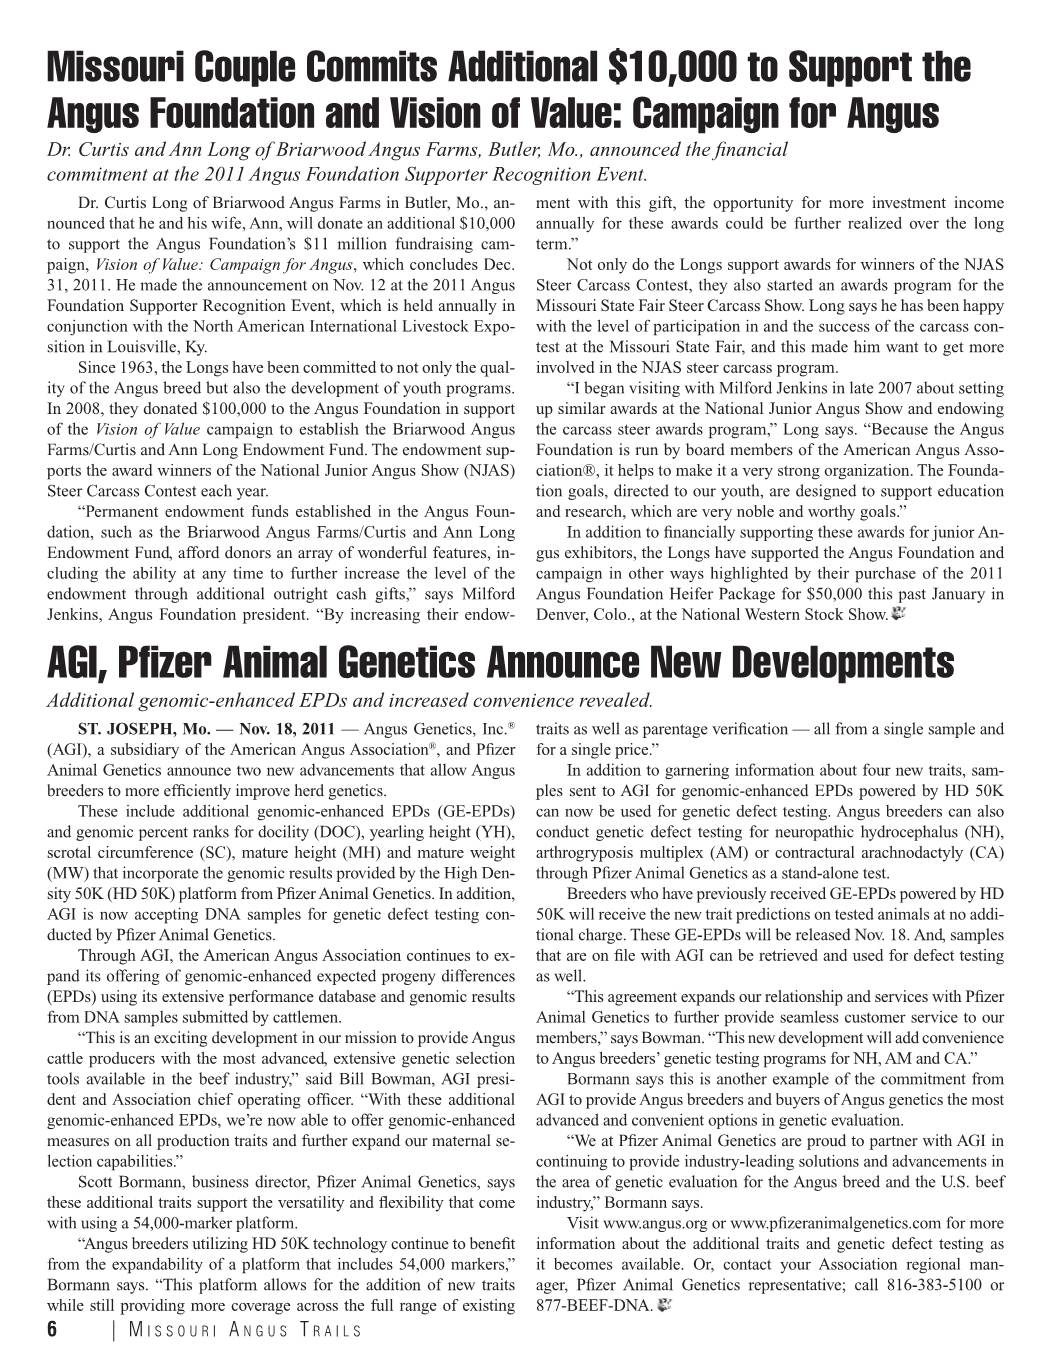 Missouri Couple Commits Additional $10,000 to Support the
Angus Foundation and Vision of Value: Campaign for Angus
Dr. Curtis and Ann Long of Briarwood Angus Farms, Butler, Mo., announced the financial
commitment at the 2011 Angus Foundation Supporter Recognition Event.
Dr. Curtis Long of Briarwood Angus Farms in Butler, Mo., an-
nounced that he and his wife, Ann, will donate an additional $10,000
to support the Angus Foundation’s $11 million fundraising cam-
paign, Vision of Value: Campaign for Angus, which concludes Dec.
31, 2011. He made the announcement on Nov. 12 at the 2011 Angus
Foundation Supporter Recognition Event, which is held annually in
conjunction with the North American International Livestock Expo-
sition in Louisville, Ky.
Since 1963, the Longs have been committed to not only the qual-
ity of the Angus breed but also the development of youth programs.
In 2008, they donated $100,000 to the Angus Foundation in support
of the Vision of Value campaign to establish the Briarwood Angus
Farms/Curtis and Ann Long Endowment Fund. The endowment sup-
ports the award winners of the National Junior Angus Show (NJAS)
Steer Carcass Contest each year.
“Permanent endowment funds established in the Angus Foun-
dation, such as the Briarwood Angus Farms/Curtis and Ann Long
Endowment Fund, afford donors an array of wonderful features, in-
cluding the ability at any time to further increase the level of the
endowment through additional outright cash gifts,” says Milford
Jenkins, Angus Foundation president. “By increasing their endow-
ment with this gift, the opportunity for more investment income
annually for these awards could be further realized over the long
term.”
Not only do the Longs support awards for winners of the NJAS
Steer Carcass Contest, they also started an awards program for the
Missouri State Fair Steer Carcass Show. Long says he has been happy
with the level of participation in and the success of the carcass con-
test at the Missouri State Fair, and this made him want to get more
involved in the NJAS steer carcass program.
“I began visiting with Milford Jenkins in late 2007 about setting
up similar awards at the National Junior Angus Show and endowing
the carcass steer awards program,” Long says. “Because the Angus
Foundation is run by board members of the American Angus Asso-
ciation®, it helps to make it a very strong organization. The Founda-
tion goals, directed to our youth, are designed to support education
and research, which are very noble and worthy goals.”
In addition to financially supporting these awards for junior An-
gus exhibitors, the Longs have supported the Angus Foundation and
campaign in other ways highlighted by their purchase of the 2011
Angus Foundation Heifer Package for $50,000 this past January in
Denver, Colo., at the National Western Stock Show.
AGI, Pfizer Animal Genetics Announce New Developments
Additional genomic-enhanced EPDs and increased convenience revealed.
ST. JOSEPH, Mo. — Nov. 18, 2011 — Angus Genetics, Inc.®
(AGI), a subsidiary of the American Angus Association®, and Pfizer
Animal Genetics announce two new advancements that allow Angus
breeders to more efficiently improve herd genetics.
These include additional genomic-enhanced EPDs (GE-EPDs)
and genomic percent ranks for docility (DOC), yearling height (YH),
scrotal circumference (SC), mature height (MH) and mature weight
(MW) that incorporate the genomic results provided by the High Den-
sity 50K (HD 50K) platform from Pfizer Animal Genetics. In addition,
AGI is now accepting DNA samples for genetic defect testing con-
ducted by Pfizer Animal Genetics.
Through AGI, the American Angus Association continues to ex-
pand its offering of genomic-enhanced expected progeny differences
(EPDs) using its extensive performance database and genomic results
from DNA samples submitted by cattlemen.
“This is an exciting development in our mission to provide Angus
cattle producers with the most advanced, extensive genetic selection
tools available in the beef industry,” said Bill Bowman, AGI presi-
dent and Association chief operating officer. “With these additional
genomic-enhanced EPDs, we’re now able to offer genomic-enhanced
measures on all production traits and further expand our maternal se-
lection capabilities.”
Scott Bormann, business director, Pfizer Animal Genetics, says
these additional traits support the versatility and flexibility that come
with using a 54,000-marker platform.
“Angus breeders utilizing HD 50K technology continue to benefit
from the expandability of a platform that includes 54,000 markers,”
Bormann says. “This platform allows for the addition of new traits
while still providing more coverage across the full range of existing
traits as well as parentage verification — all from a single sample and
for a single price.”
In addition to garnering information about four new traits, sam-
ples sent to AGI for genomic-enhanced EPDs powered by HD 50K
can now be used for genetic defect testing. Angus breeders can also
conduct genetic defect testing for neuropathic hydrocephalus (NH),
arthrogryposis multiplex (AM) or contractural arachnodactyly (CA)
through Pfizer Animal Genetics as a stand-alone test.
Breeders who have previously received GE-EPDs powered by HD
50K will receive the new trait predictions on tested animals at no addi-
tional charge. These GE-EPDs will be released Nov. 18. And, samples
that are on file with AGI can be retrieved and used for defect testing
as well.
“This agreement expands our relationship and services with Pfizer
Animal Genetics to further provide seamless customer service to our
members,” says Bowman. “This new development will add convenience
to Angus breeders’ genetic testing programs for NH, AM and CA.”
Bormann says this is another example of the commitment from
AGI to provide Angus breeders and buyers of Angus genetics the most
advanced and convenient options in genetic evaluation.
“We at Pfizer Animal Genetics are proud to partner with AGI in
continuing to provide industry-leading solutions and advancements in
the area of genetic evaluation for the Angus breed and the U.S. beef
industry,” Bormann says.
Visit www.angus.org or www.pfizeranimalgenetics.com for more
information about the additional traits and genetic defect testing as
it becomes available. Or, contact your Association regional man-
ager, Pfizer Animal Genetics representative; call 816-383-5100 or
877-BEEF-DNA.
6 | Missouri Angus Trails